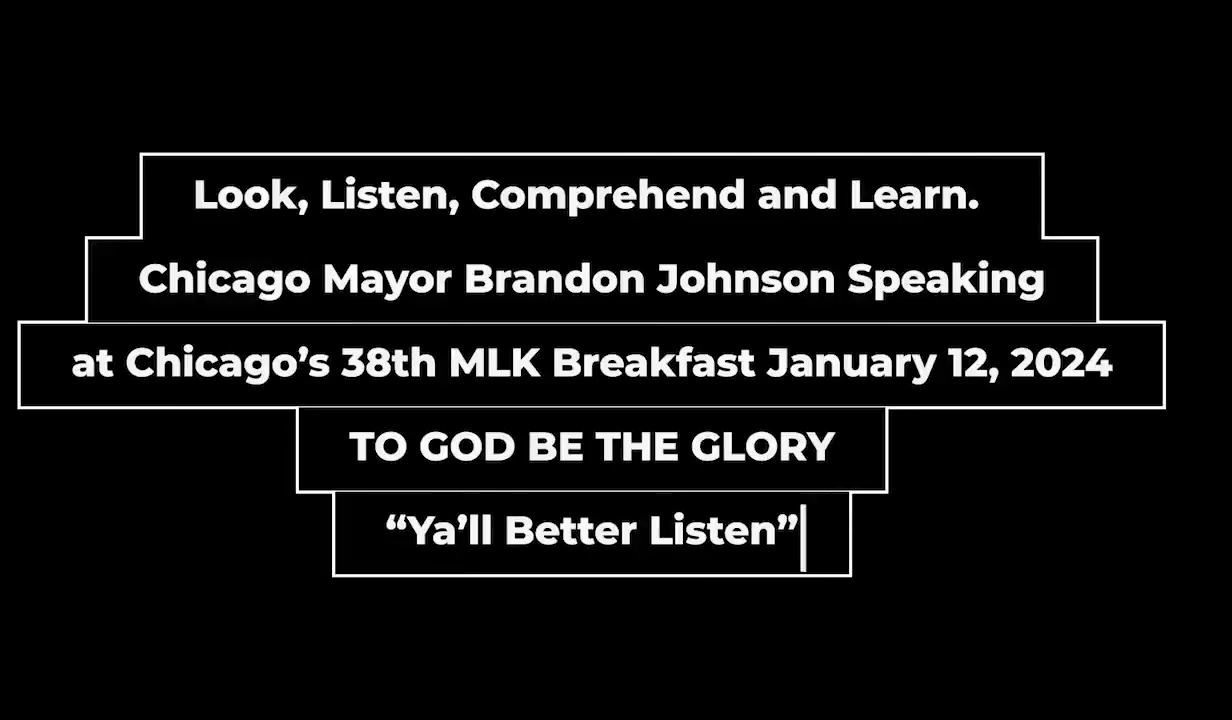 Look, Listen, Comprehend and Learn.
Chicago Mayor Brandon Johnson Speaking
at Chicago’s 38th MLK Breakfast January 12, 2024
TO GOD BE THE GLORY
“Ya’ll Better Listen”